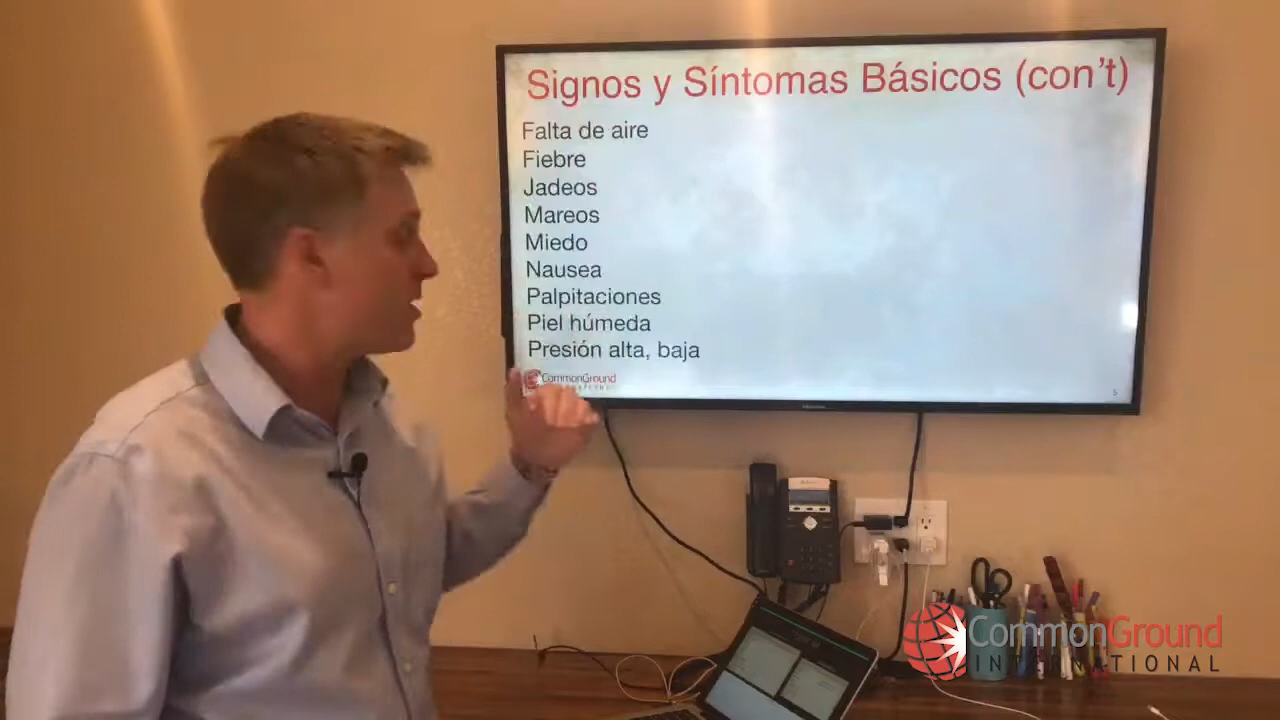 Signos y Síntomas Básicos (con't)
Falta de aire
Fiebre
Jadeos
Mareos
Miedo
Nausea
Palpitaciones
Piel húmeda
Presión alta, baja
CommonGround
5
CommonGround
INTERNATIONAL